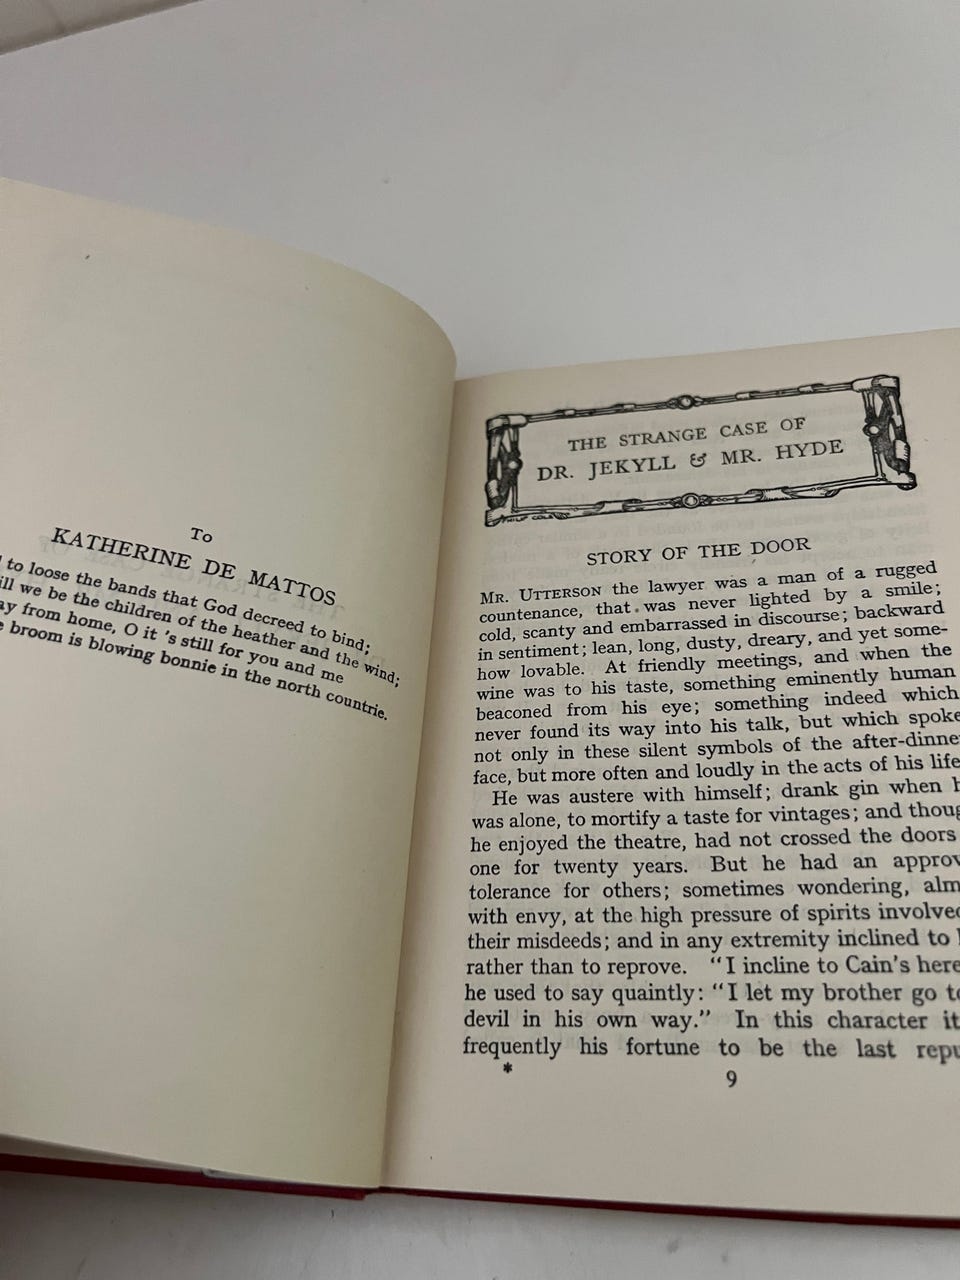 To
KATHERINE DE MATTOS
to loose the bands that God decreed to bind;
we be the children of the heather and the wind;
from home, O it 's still for you and me
broom is blowing bonnie in the north countrie.
THE STRANGE CASE OF
DR. JEKYLL & MR. HYDE
STORY OF THE DOOR
MR. UTTERSON the lawyer was a man of a rugged
countenance, that was never lighted by a smile;
cold, scanty and embarrassed in discourse; backward
in sentiment; lean, long, dusty, dreary, and yet some-
how lovable. At friendly meetings, and when the
wine was to his taste, something eminently human
beaconed from his eye; something indeed which
never found its way into his talk, but which spoke
not only in these silent symbols of the after-dinner
face, but more often and loudly in the acts of his life
He was austere with himself; drank gin when
was alone, to mortify a taste for vintages; and
he enjoyed the theatre, had not crossed the doors
one for twenty years. But he had an
tolerance for others; sometimes wondering,
with envy, at the high pressure of spirits
their misdeeds; and in any extremity inclined to
rather than to reprove. "I incline to Cain's
he used to say quaintly: "I let my brother go
devil in his own way." In this character it
frequently his fortune to be the last
*
9